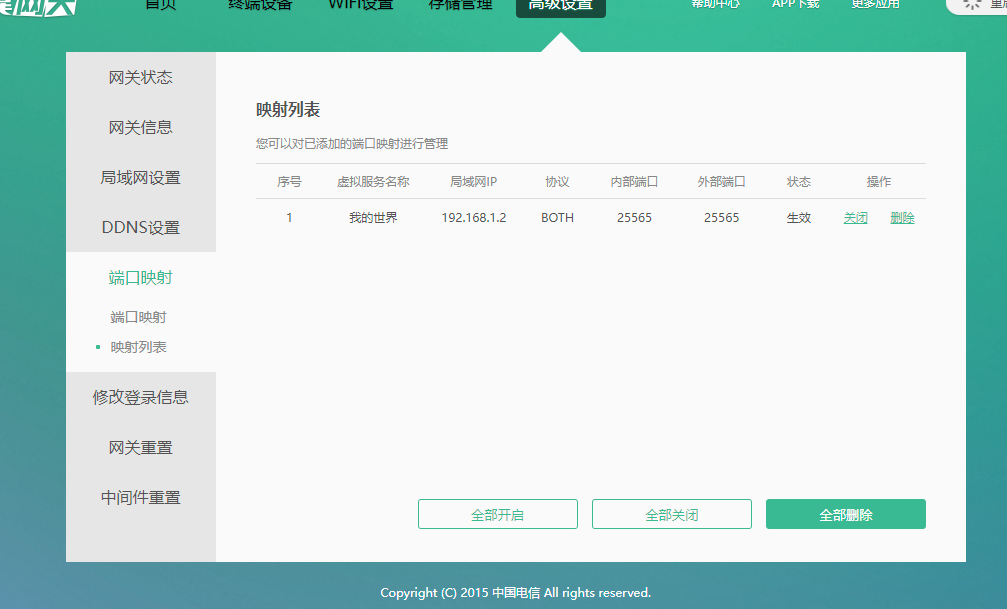 网关
首页 终端设备 WIFI设置 存储管理 高级设置 帮助中心 APP下载 更多应用
网关状态
网关信息
局域网设置
DDNS设置
端口映射
端口映射
映射列表
修改登录信息
网关重置
中间件重置
映射列表
您可以对已添加的端口映射进行管理
序号 虚拟服务名称 局域网IP 协议 内部端口 外部端口 状态 操作
1 我的世界 192.168.1.2 BOTH 25565 25565 生效 关闭 删除
全部开启 全部关闭 全部删除
Copyright (C) 2015 中国电信 All rights reserved.